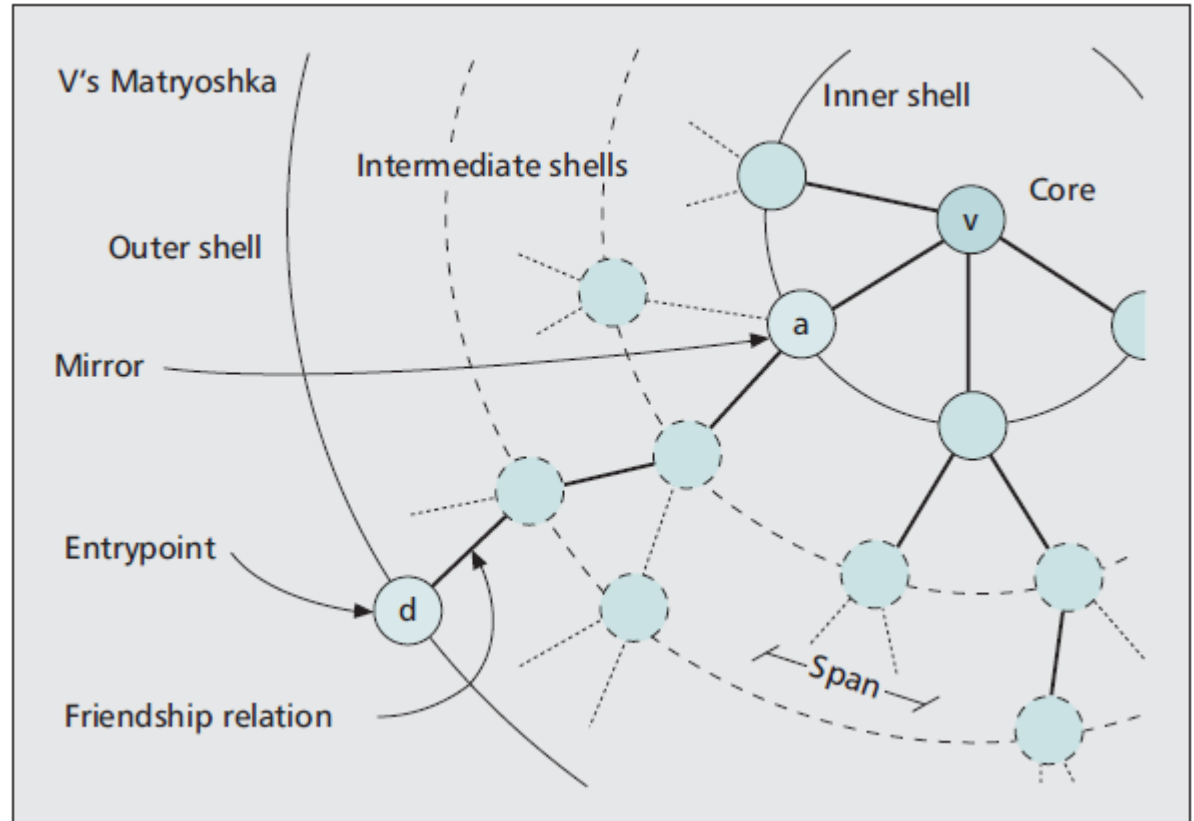 V's Matryoshka
Inner shell
Intermediate shells
Core
v
Outer shell
a
Mirror
Entrypoint
d
Span
Friendship relation